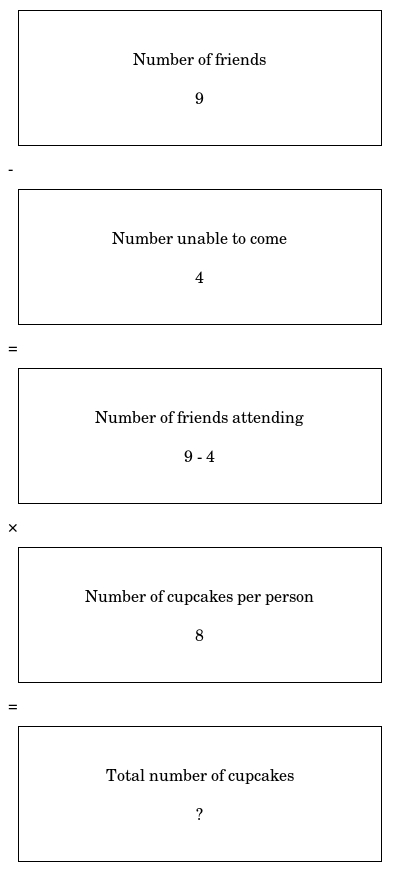 Number of friends
9
-
Number unable to come
4
=
Number of friends attending
9 - 4
×
Number of cupcakes per person
8
=
Total number of cupcakes
?